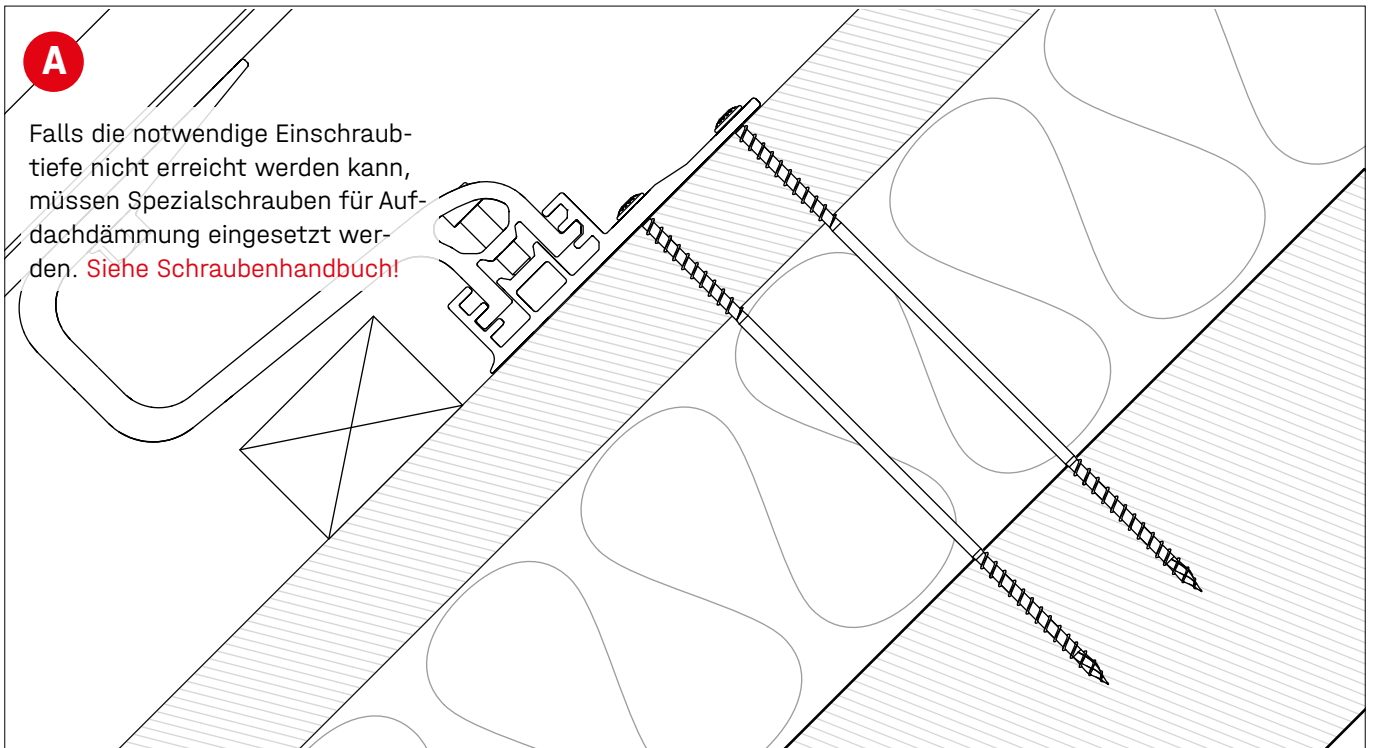 A
Falls die notwendige Einschraub-
tiefe nicht erreicht werden kann,
müssen Spezialschrauben für Auf-
dachdämmung eingesetzt wer-
den. Siehe Schraubenhandbuch!